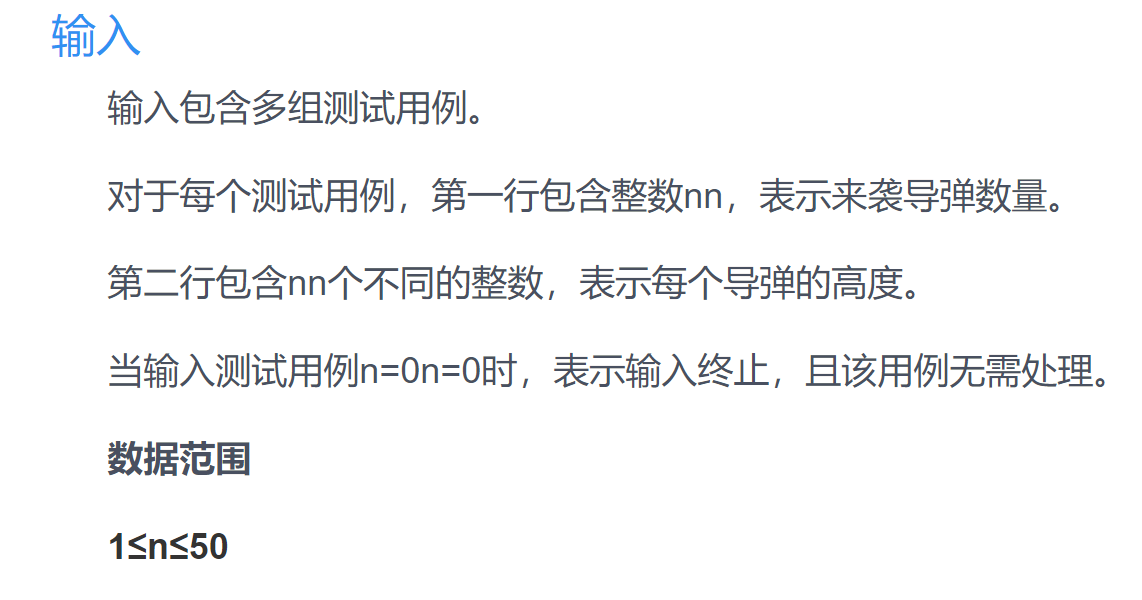 输入
输入包含多组测试用例。
对于每个测试用例，第一行包含整数nn，表示来袭导弹数量。
第二行包含nn个不同的整数，表示每个导弹的高度。
当输入测试用例n=0n=0时，表示输入终止，且该用例无需处理。
数据范围
1≤n≤50